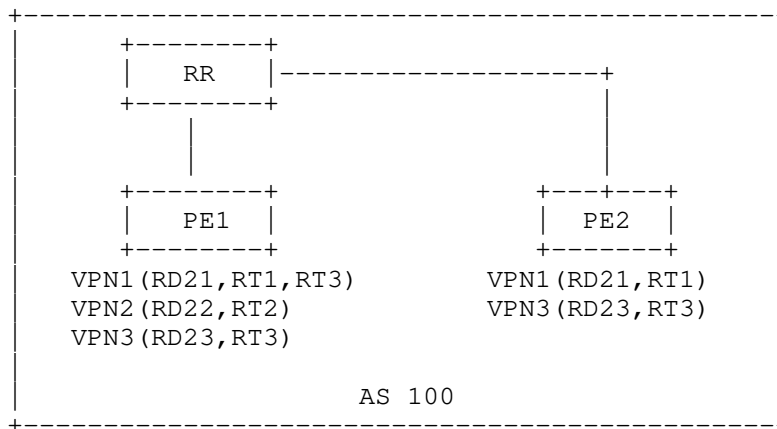 RR
PE1 PE2
VPN1(RD21,RT1,RT3) VPN1(RD21,RT1)
VPN2(RD22,RT2) VPN3(RD23,RT3)
VPN3(RD23,RT3)
AS 100